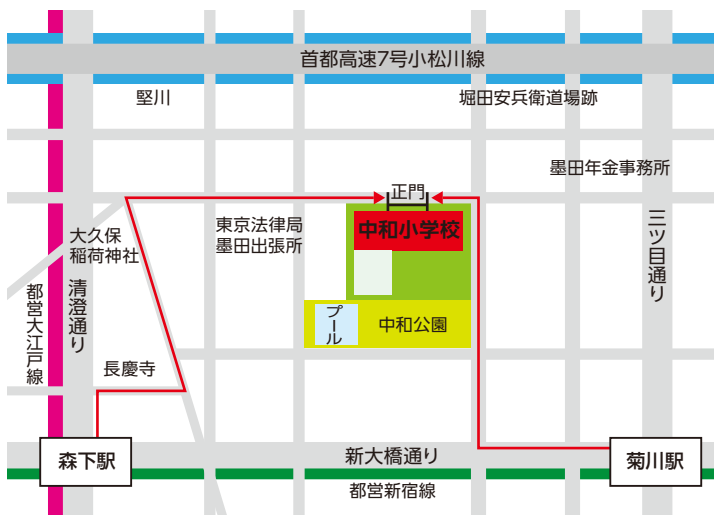 首都高速7号小松川線
堅川
堀田安兵衛道場跡
墨田年金事務所
正門
中和小学校
東京法律局
墨田出張所
大久保
稲荷神社
三ツ目通り
清澄通り
都営大江戸線
プール
中和公園
長慶寺
新大橋通り
森下駅
菊川駅
都営新宿線